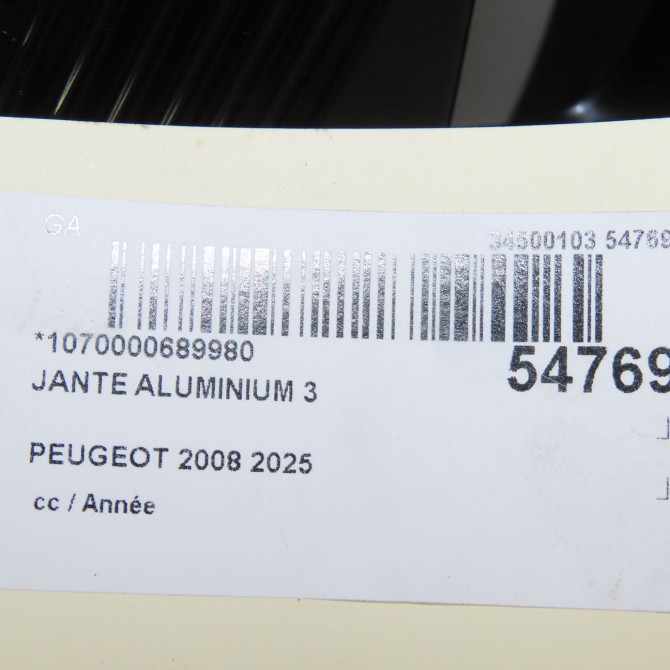 GA
34500103 54769
*1070000689980
54769
JANTE ALUMINIUM 3
PEUGEOT 2008 2025
cc / Année